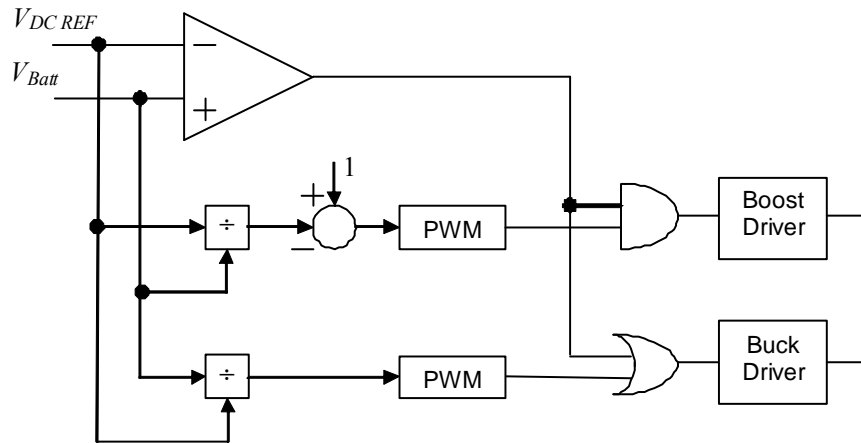 V_DC REF
V_Batt
−
+
1
+
÷
−
PWM
Boost
Driver
÷
PWM
Buck
Driver